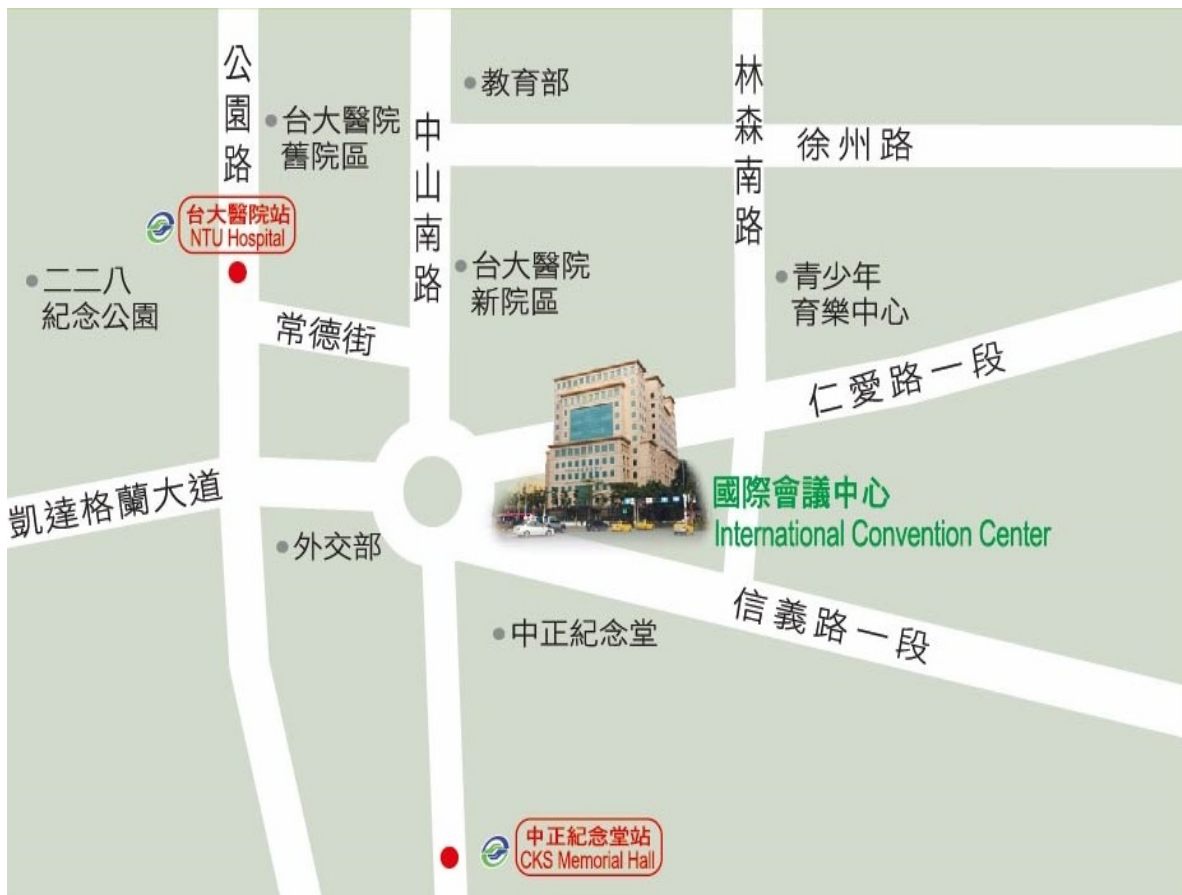 公園路
台大醫院
舊院區
中山南路
教育部
林森南路
徐州路
台大醫院站
NTU Hospital
二二八
紀念公園
常德街
台大醫院
新院區
青少年
育樂中心
仁愛路一段
凱達格蘭大道
外交部
國際會議中心
International Convention Center
信義路一段
中正紀念堂
中正紀念堂站
CKS Memorial Hall